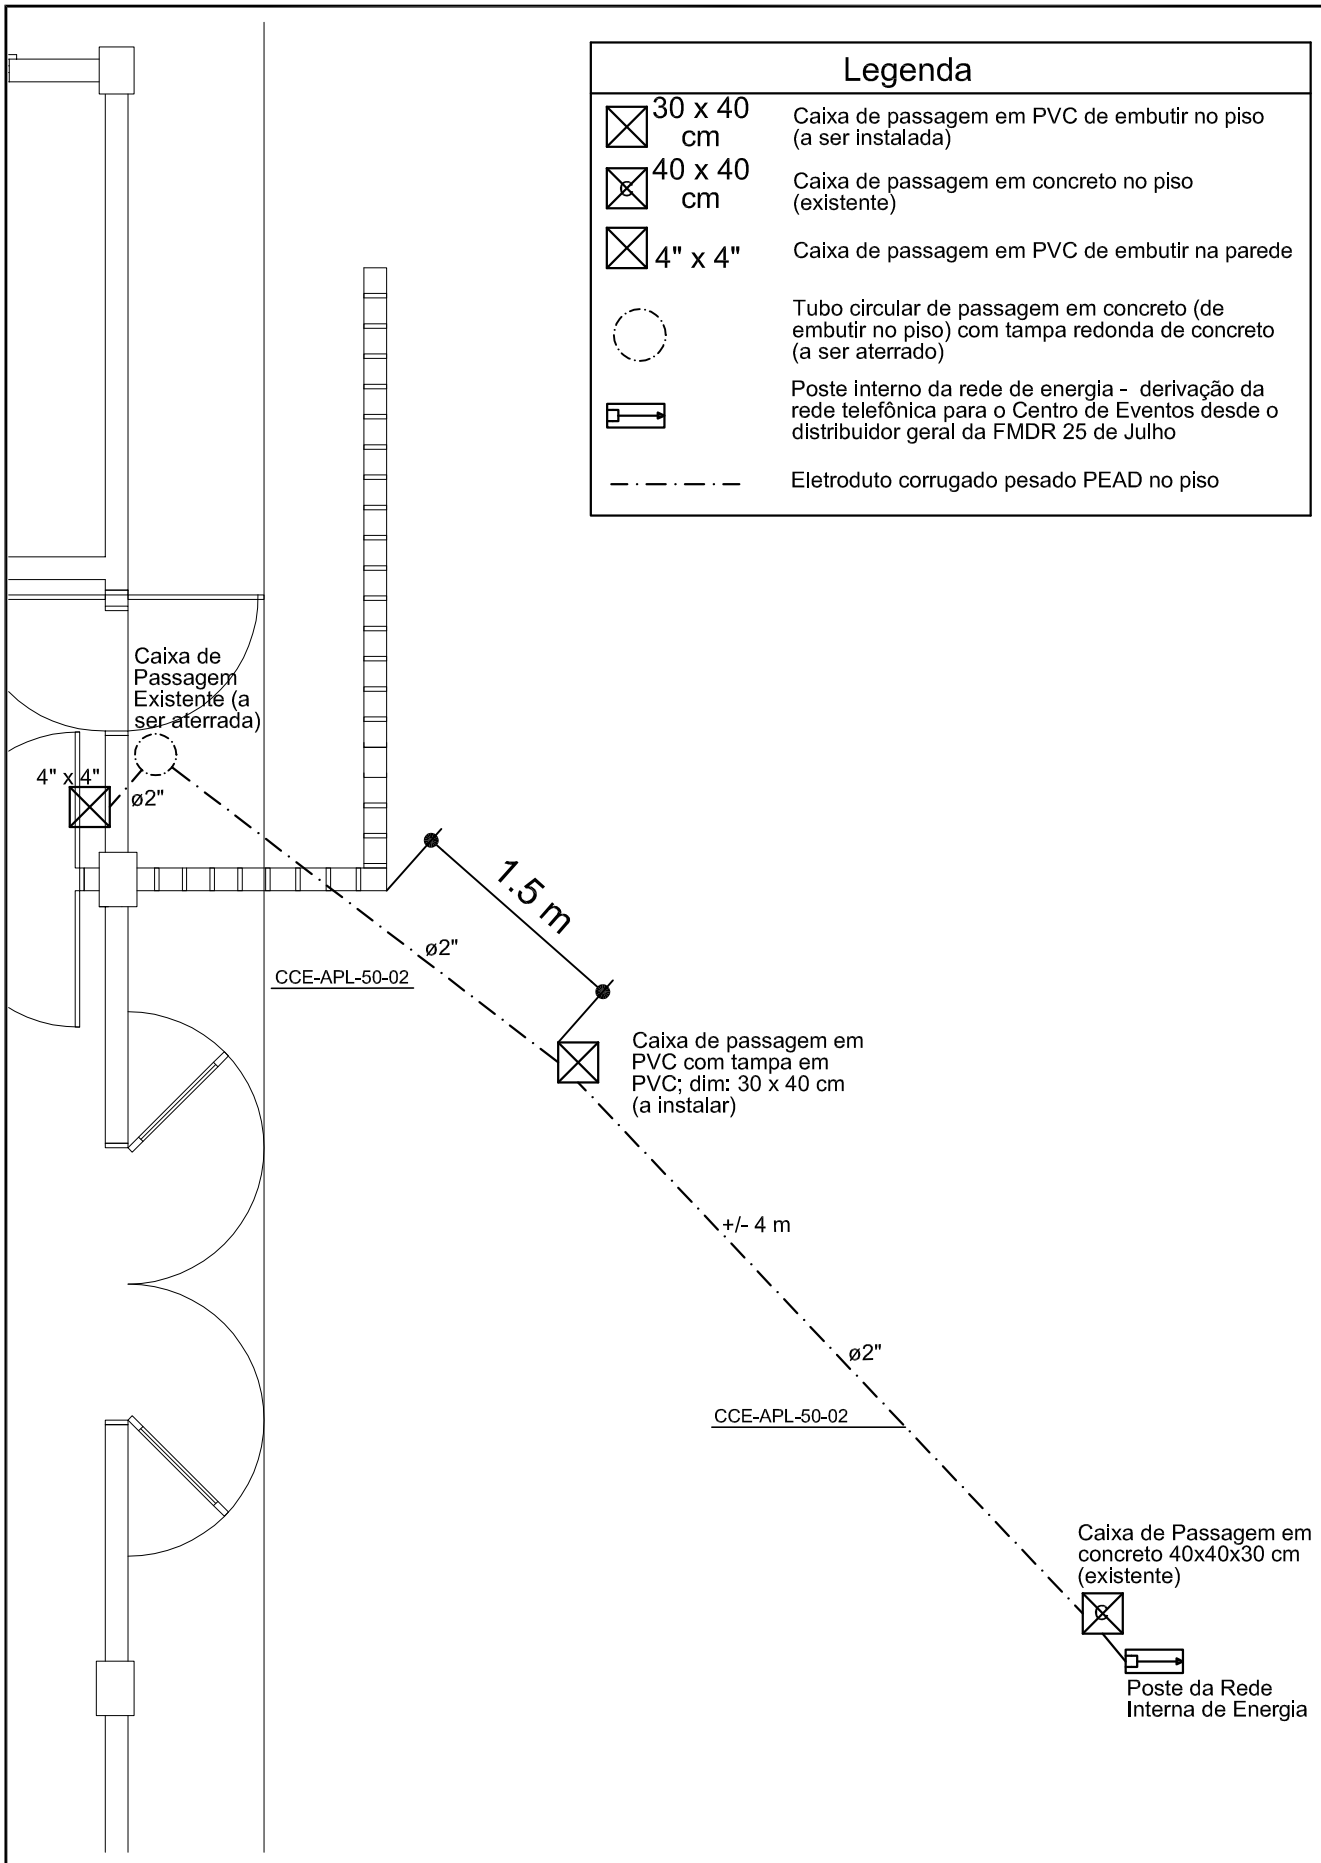 Legenda
30 x 40
cm
Caixa de passagem em PVC de embutir no piso
(a ser instalada)
40 x 40
cm
C
Caixa de passagem em concreto no piso
(existente)
4" x 4"
Caixa de passagem em PVC de embutir na parede
Tubo circular de passagem em concreto (de
embutir no piso) com tampa redonda de concreto
(a ser aterrado)
Poste interno da rede de energia - derivação da
rede telefônica para o Centro de Eventos desde o
distribuidor geral da FMDR 25 de Julho
Eletroduto corrugado pesado PEAD no piso
Caixa de
Passagem
Existente (a
ser aterrada)
4" x 4"
ø2"
1.5 m
ø2"
CCE-APL-50-02
Caixa de passagem em
PVC com tampa em
PVC; dim: 30 x 40 cm
(a instalar)
+/- 4 m
ø2"
CCE-APL-50-02
Caixa de Passagem em
concreto 40x40x30 cm
(existente)
C
Poste da Rede
Interna de Energia